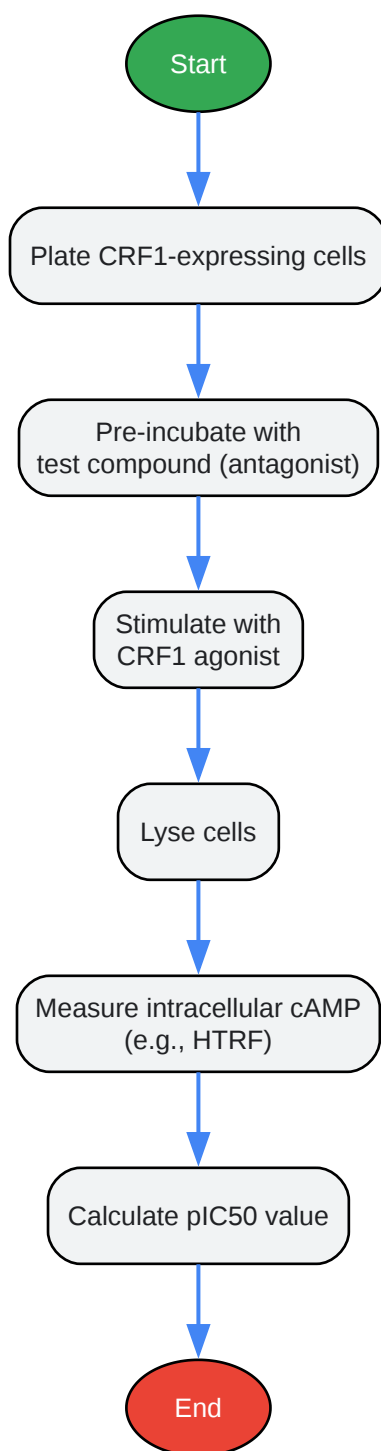 Start
Plate CRF1-expressing cells
Pre-incubate with
test compound (antagonist)
Stimulate with
CRF1 agonist
Lyse cells
Measure intracellular cAMP
(e.g., HTRF)
Calculate pIC50 value
End